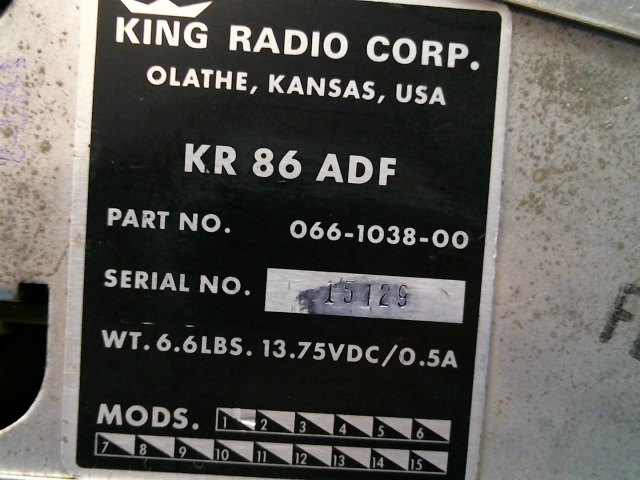 KING RADIO CORP.
OLATHE, KANSAS, USA
KR 86 ADF
PART NO. 066-1038-00
SERIAL NO. 15129
WT. 6.6LBS. 13.75VDC/0.5A
MODS. 1 2 3 4 5 6
7 8 9 10 11 12 13 14 15